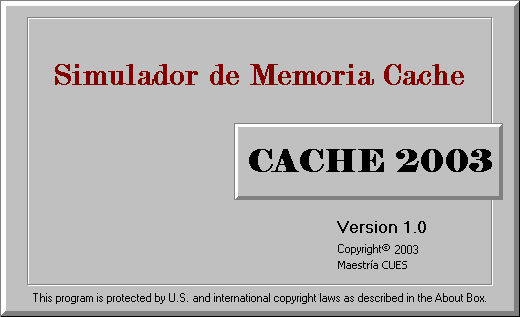 Simulador de Memoria Cache
CACHE 2003
Version 1.0
Copyright© 2003
Maestría CUES
This program is protected by U.S. and international copyright laws as described in the About Box.